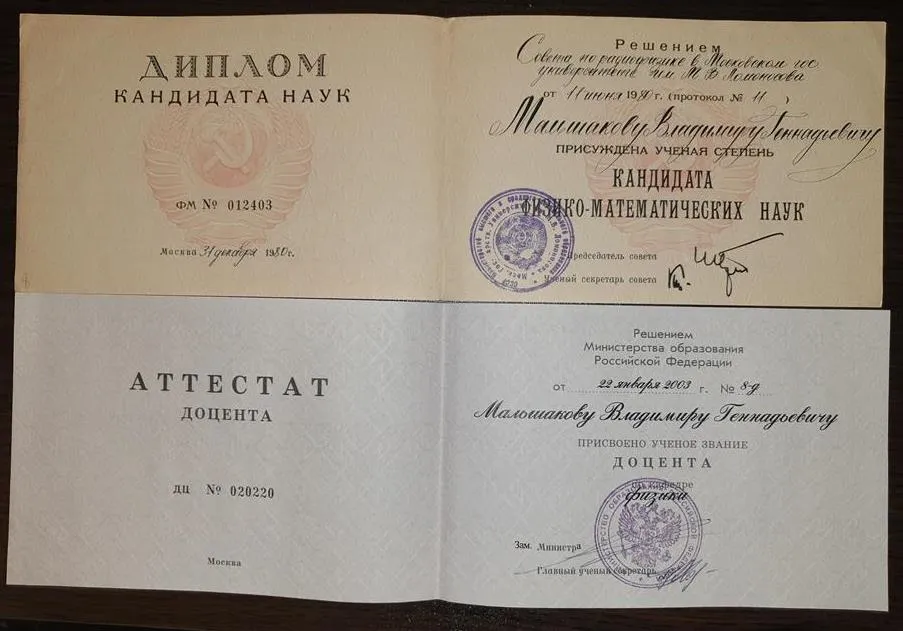 ДИПЛОМ
КАНДИДАТА НАУК
ФМ № 012403
Москва 31 декабря 1980 г.
Решением
Совета по радиофизике в Московском гос.
университете им. М. В. Ломоносова
от 11 июня 1980 г. (протокол № 11)
Малшакову Владимиру Геннадьевичу
ПРИСУЖДЕНА УЧЕНАЯ СТЕПЕНЬ
КАНДИДАТА
ФИЗИКО-МАТЕМАТИЧЕСКИХ НАУК
Председатель совета
Ученый секретарь совета
АТТЕСТАТ
ДОЦЕНТА
ДЦ № 020220
Москва
Решением
Министерства образования
Российской Федерации
от 22 января 2003 г. № 8-д
Малышакову Владимиру Геннадьевичу
ПРИСВОЕНО УЧЕНОЕ ЗВАНИЕ
ДОЦЕНТА
по кафедре
физики
Зам. Министра
Главный ученый секретарь